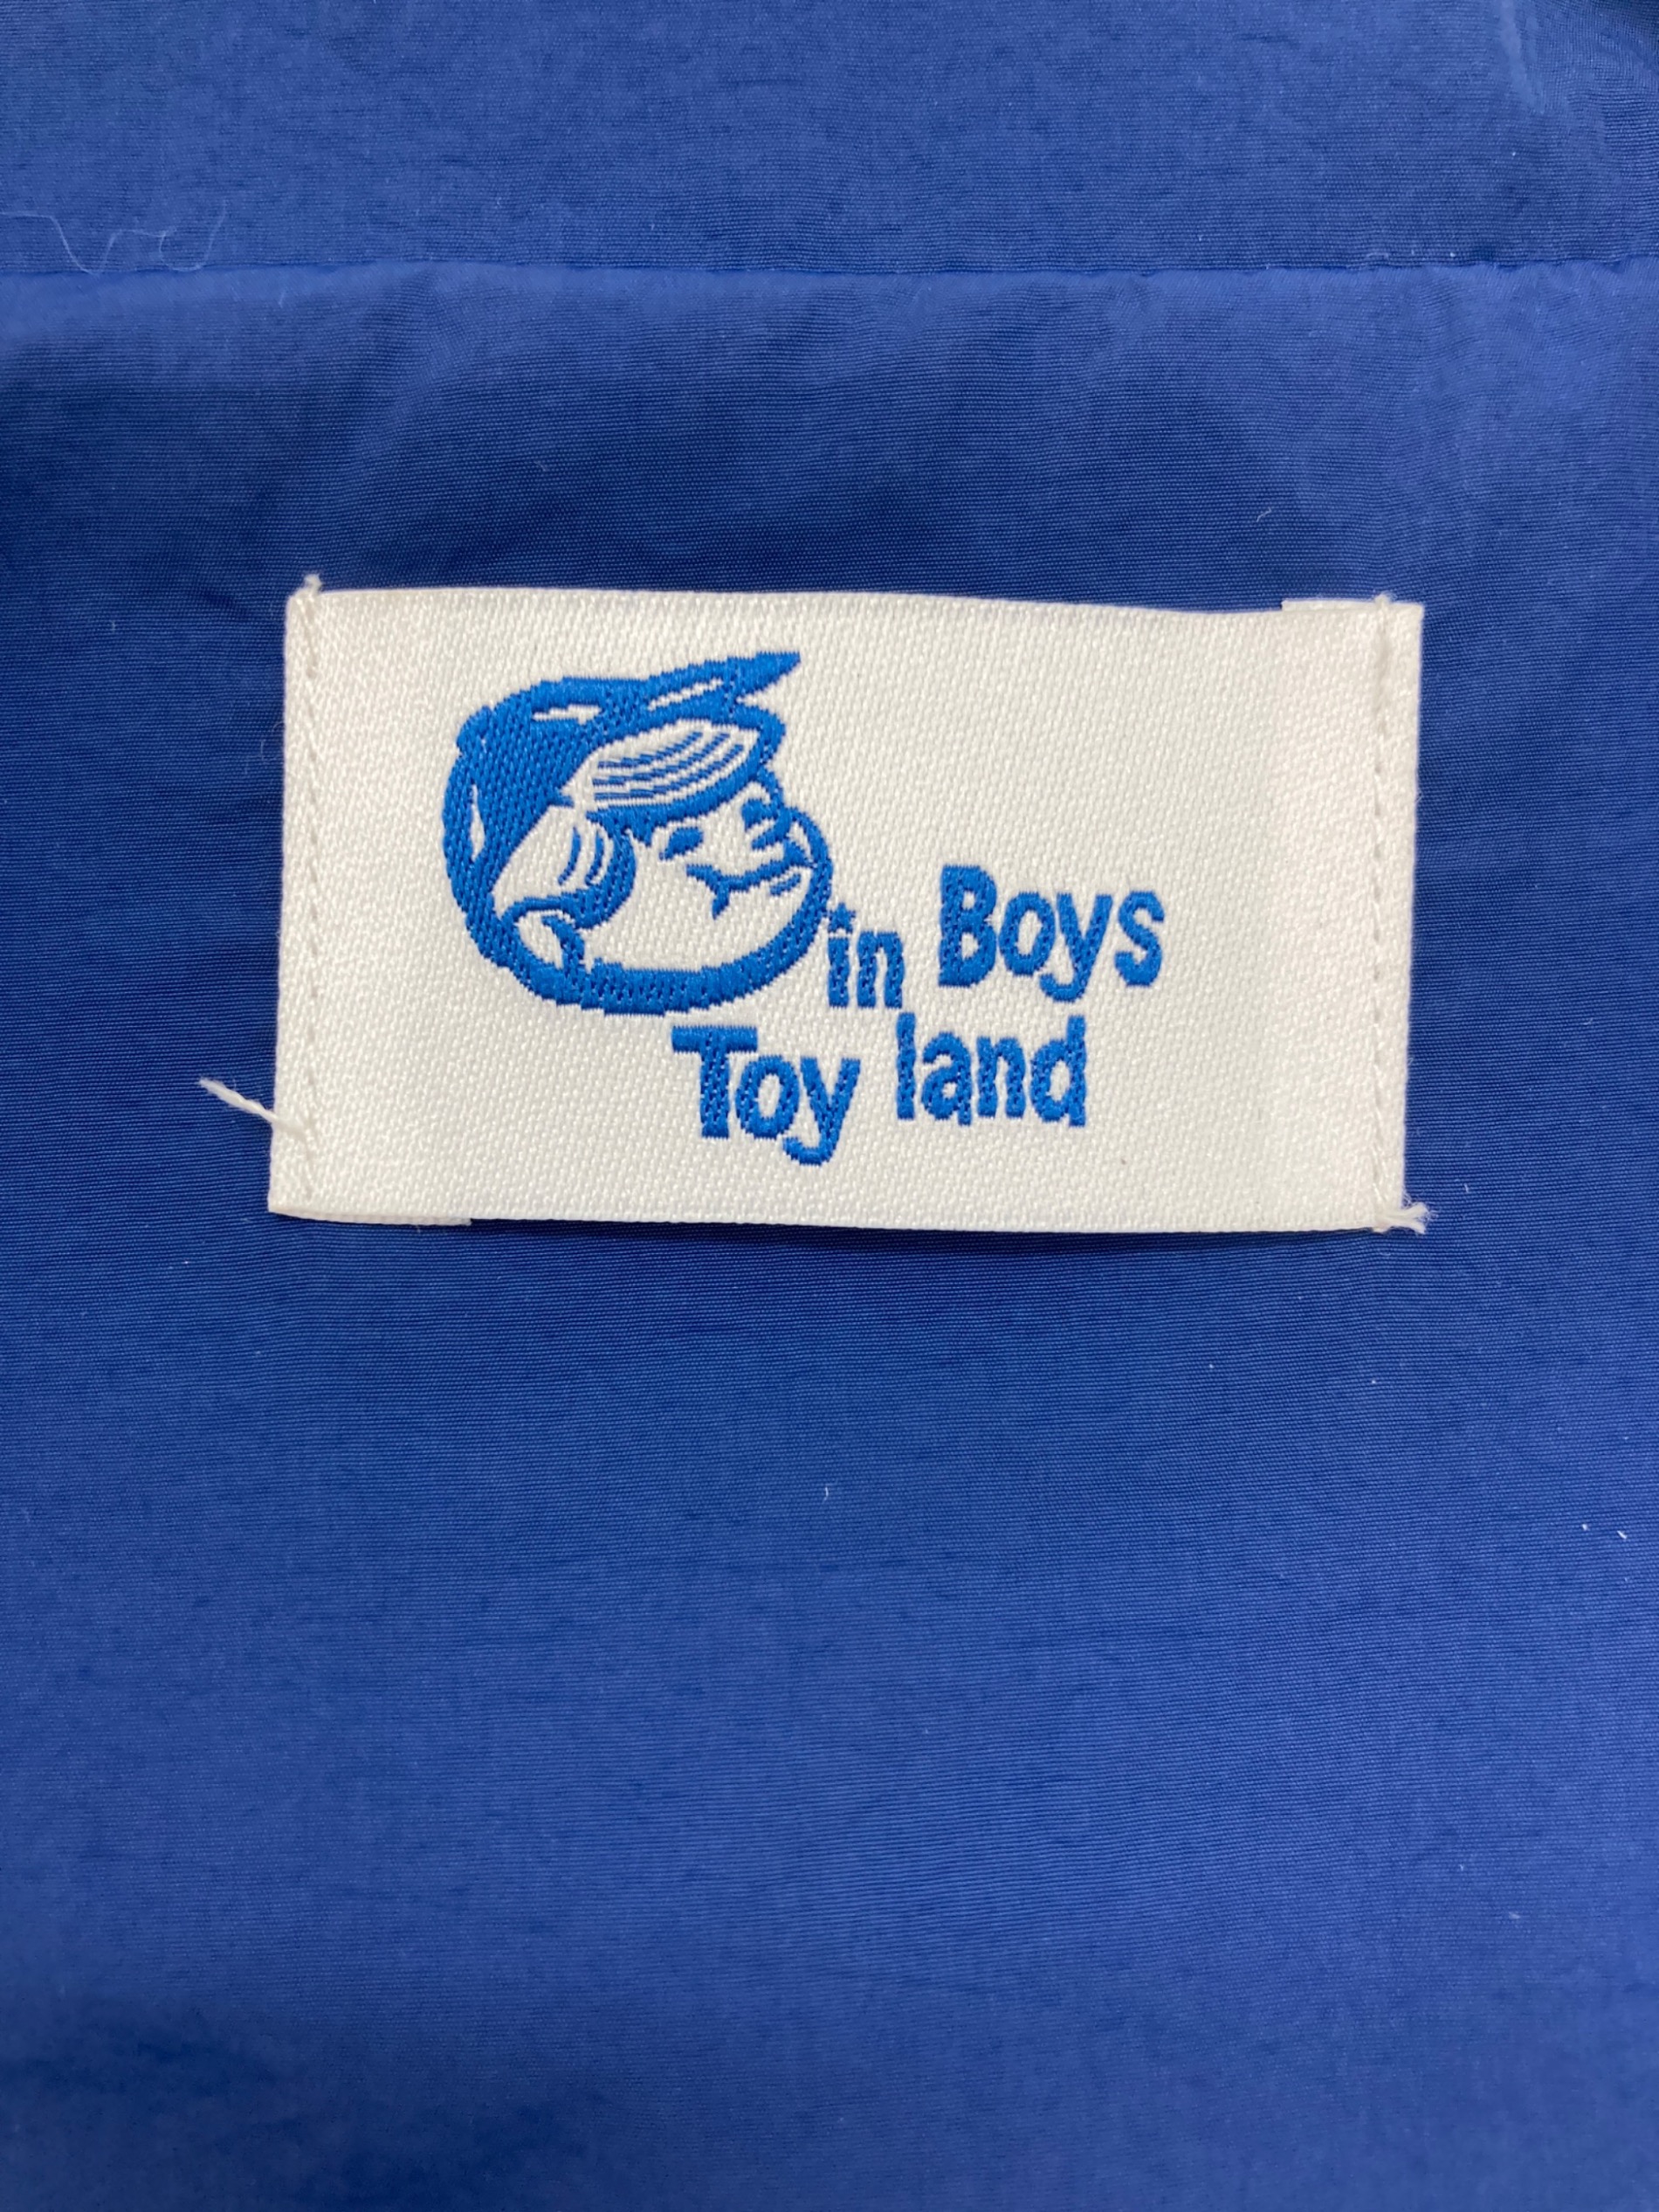 in Boys
Toy land